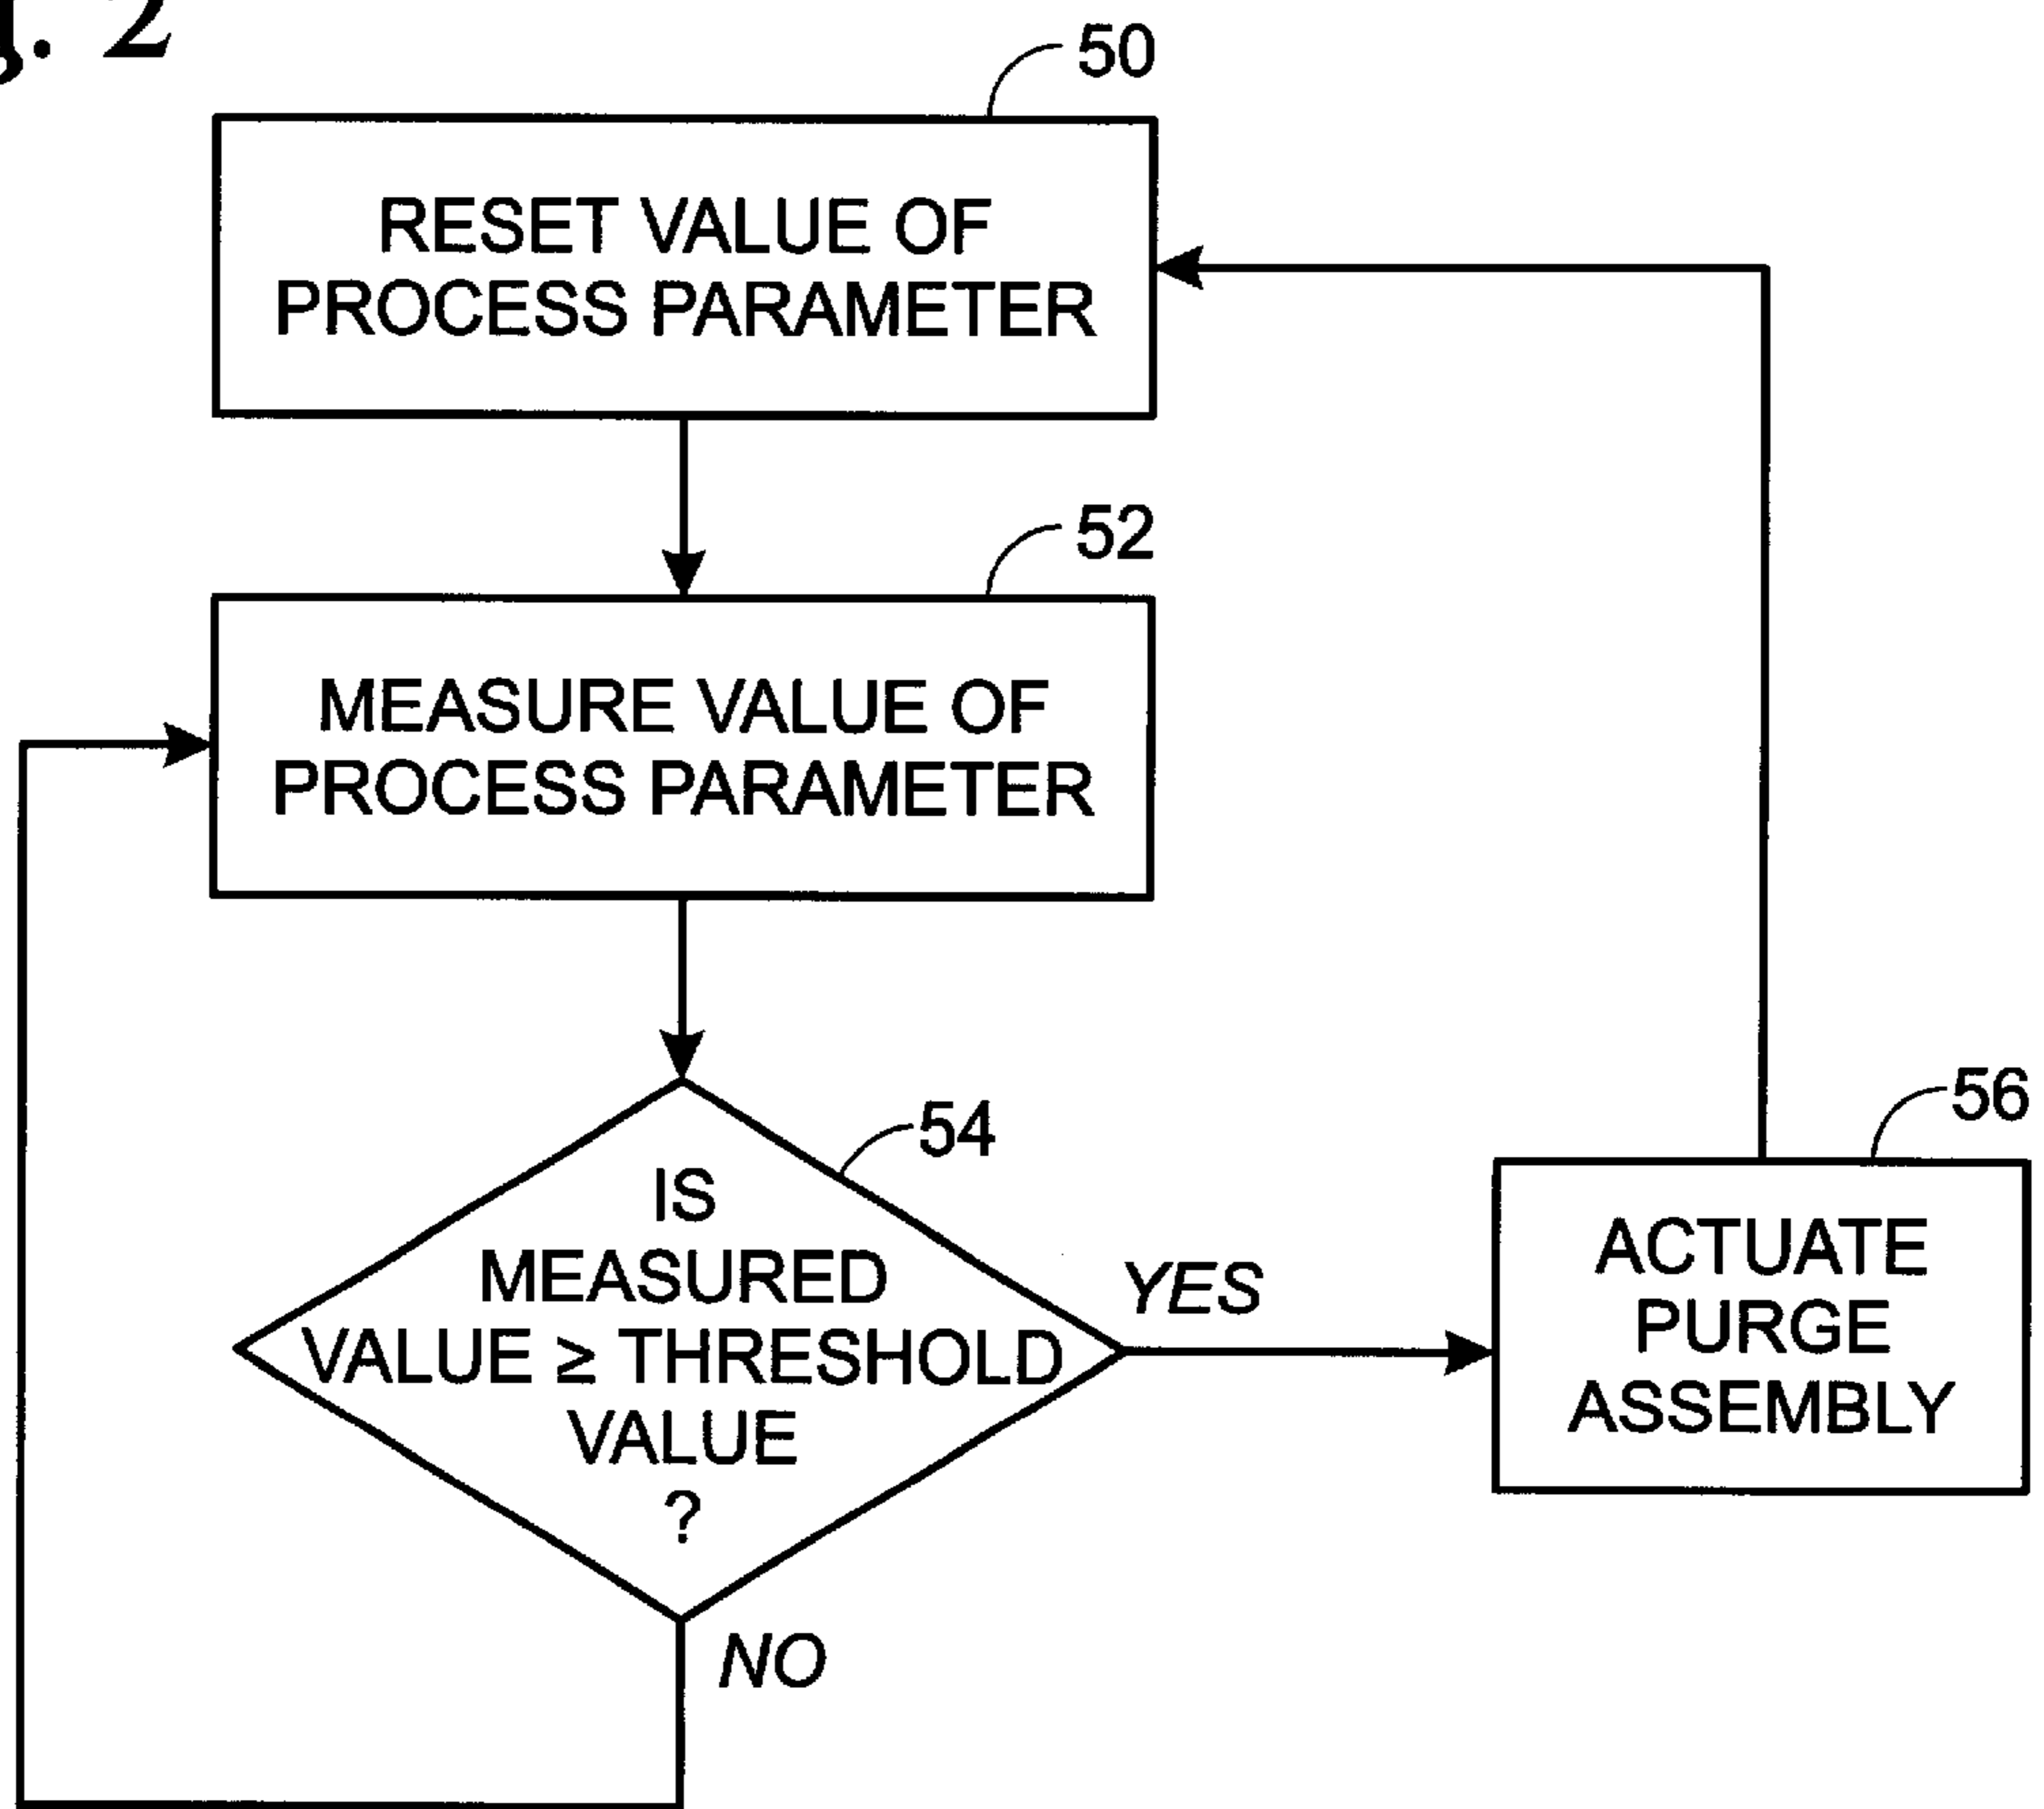 . 2
50
RESET VALUE OF
PROCESS PARAMETER
52
MEASURE VALUE OF
PROCESS PARAMETER
54
IS
MEASURED
VALUE ≥ THRESHOLD
VALUE
?
YES
NO
56
ACTUATE
PURGE
ASSEMBLY